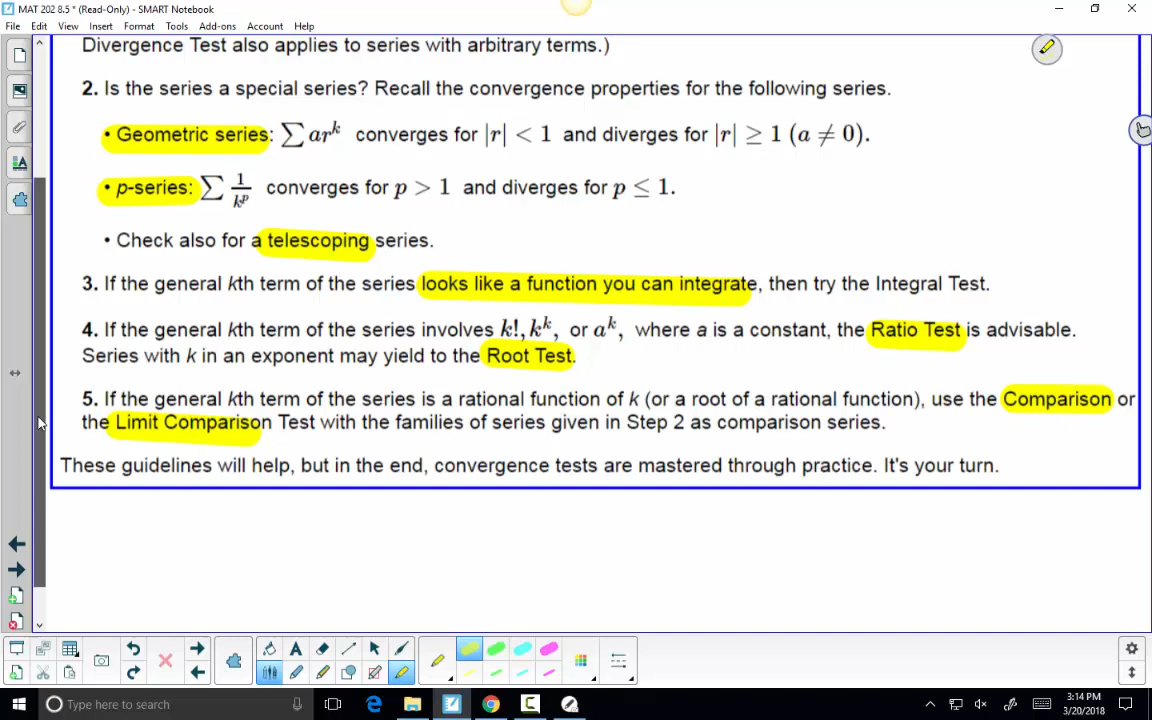 MAT 202 8.5 * (Read-Only) - SMART Notebook
File Edit View Insert Format Tools Add-ons Account Help
Divergence Test also applies to series with arbitrary terms.)
2. Is the series a special series? Recall the convergence properties for the following series.
• Geometric series: ∑ ar^k converges for |r| < 1 and diverges for |r| ≥ 1 (a ≠ 0).
• p-series: ∑ 1/k^p converges for p > 1 and diverges for p ≤ 1.
• Check also for a telescoping series.
3. If the general kth term of the series looks like a function you can integrate, then try the Integral Test.
4. If the general kth term of the series involves k!, k^k, or a^k, where a is a constant, the Ratio Test is advisable.
Series with k in an exponent may yield to the Root Test.
5. If the general kth term of the series is a rational function of k (or a root of a rational function), use the Comparison or
the Limit Comparison Test with the families of series given in Step 2 as comparison series.
These guidelines will help, but in the end, convergence tests are mastered through practice. It's your turn.
Type here to search
3:14 PM
3/20/2018